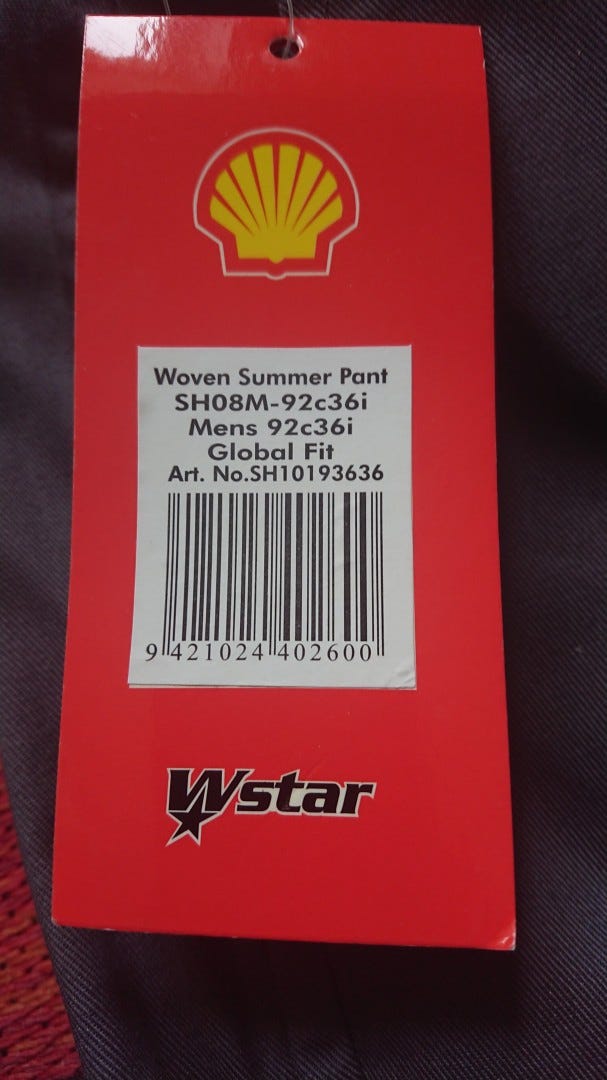 Woven Summer Pant
SH08M-92c36i
Mens 92c36i
Global Fit
Art. No.SH10193636
9 421024 402600
Wstar